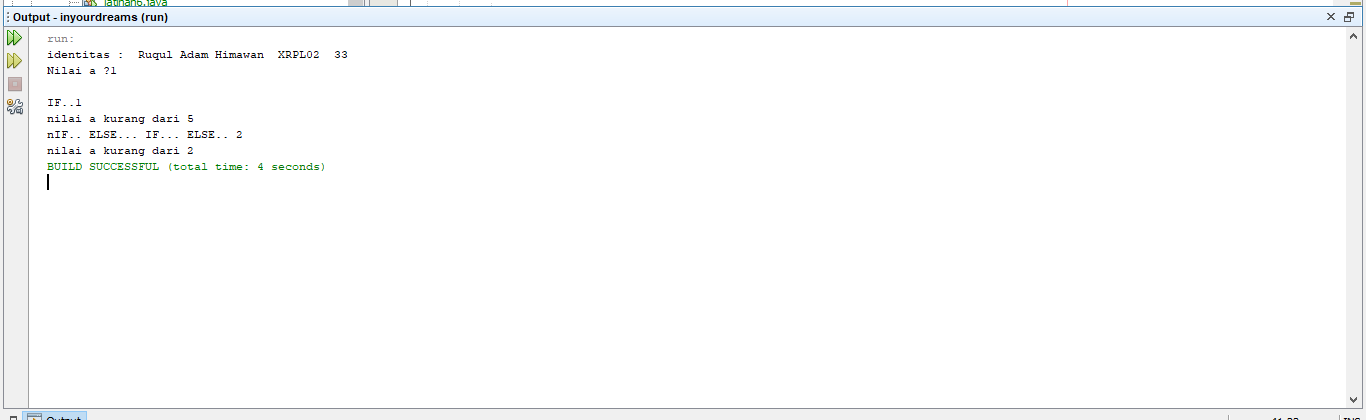 latihan6.java
Output - inyourdreams (run)
run:
identitas :  Ruqul Adam Himawan  XRPL02  33
Nilai a ?1
IF..1
nilai a kurang dari 5
nIF.. ELSE... IF... ELSE.. 2
nilai a kurang dari 2
BUILD SUCCESSFUL (total time: 4 seconds)
Output